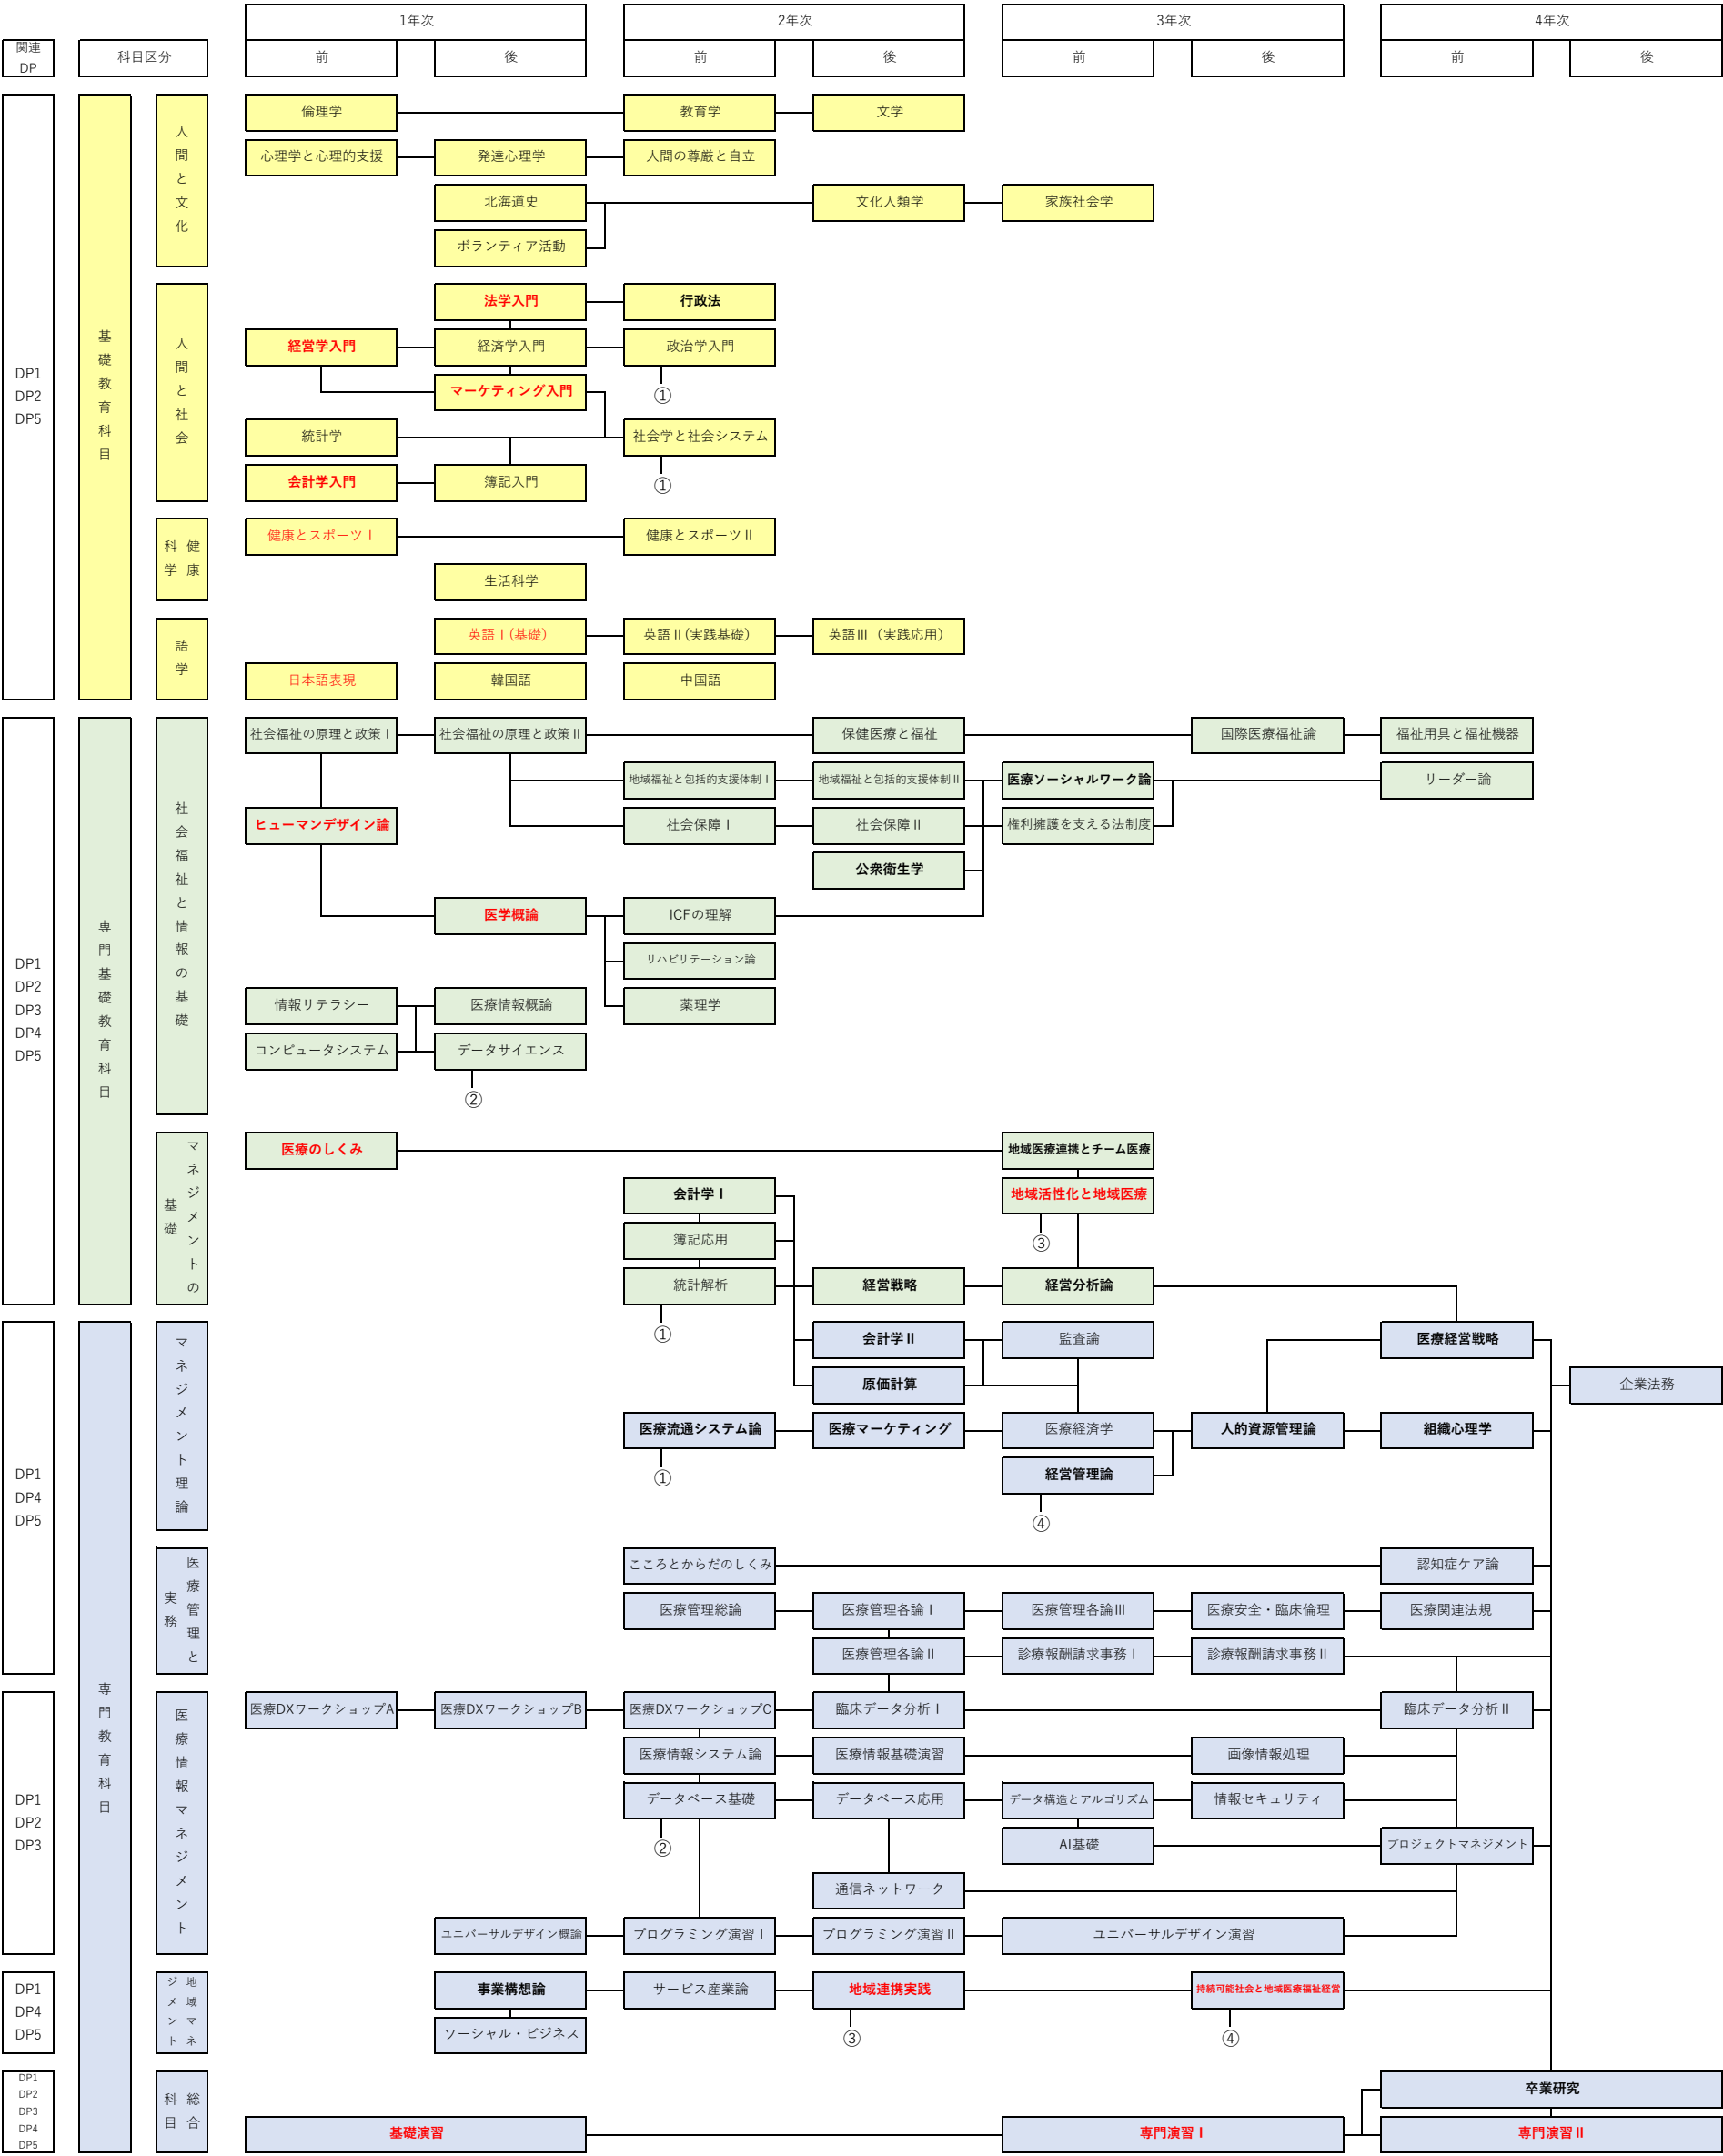 1年次 2年次 3年次 4年次
関連DP 科目区分 前 後 前 後 前 後 前 後
DP1
DP2
DP5
基礎教育科目
人間と文化
倫理学 教育学 文学
心理学と心理的支援 発達心理学 人間の尊厳と自立
北海道史 文化人類学 家族社会学
ボランティア活動
人間と社会
法学入門 行政法
経営学入門 経済学入門 政治学入門
マーケティング入門 ①
統計学 社会学と社会システム
会計学入門 簿記入門 ①
健康科学
健康とスポーツⅠ 健康とスポーツⅡ
生活科学
語学
英語Ⅰ(基礎) 英語Ⅱ(実践基礎) 英語Ⅲ（実践応用）
日本語表現 韓国語 中国語
DP1
DP2
DP3
DP4
DP5
専門基礎教育科目
社会福祉と情報の基礎
社会福祉の原理と政策Ⅰ 社会福祉の原理と政策Ⅱ 保健医療と福祉 国際医療福祉論 福祉用具と福祉機器
地域福祉と包括的支援体制Ⅰ 地域福祉と包括的支援体制Ⅱ 医療ソーシャルワーク論 リーダー論
ヒューマンデザイン論 社会保障Ⅰ 社会保障Ⅱ 権利擁護を支える法制度
公衆衛生学
医学概論 ICFの理解
リハビリテーション論
情報リテラシー 医療情報概論 薬理学
コンピュータシステム データサイエンス
②
マネジメントの基礎
医療のしくみ 地域医療連携とチーム医療
会計学Ⅰ 地域活性化と地域医療
簿記応用 ③
統計解析 経営戦略 経営分析論
①
DP1
DP4
DP5
専門教育科目
マネジメント理論
会計学Ⅱ 監査論 医療経営戦略
原価計算 企業法務
医療流通システム論 医療マーケティング 医療経済学 人的資源管理論 組織心理学
① 経営管理論
④
医療管理と実務
こころとからだのしくみ 認知症ケア論
医療管理総論 医療管理各論Ⅰ 医療管理各論Ⅲ 医療安全・臨床倫理 医療関連法規
医療管理各論Ⅱ 診療報酬請求事務Ⅰ 診療報酬請求事務Ⅱ
DP1
DP2
DP3
医療情報マネジメント
医療DXワークショップA 医療DXワークショップB 医療DXワークショップC 臨床データ分析Ⅰ 臨床データ分析Ⅱ
医療情報システム論 医療情報基礎演習 画像情報処理
データベース基礎 データベース応用 データ構造とアルゴリズム 情報セキュリティ
② AI基礎 プロジェクトマネジメント
通信ネットワーク
ユニバーサルデザイン概論 プログラミング演習Ⅰ プログラミング演習Ⅱ ユニバーサルデザイン演習
DP1
DP4
DP5
地域マネジメント
事業構想論 サービス産業論 地域連携実践 持続可能社会と地域医療福祉経営
ソーシャル・ビジネス ③ ④
DP1
DP2
DP3
DP4
DP5
総合科目
卒業研究
基礎演習 専門演習Ⅰ 専門演習Ⅱ